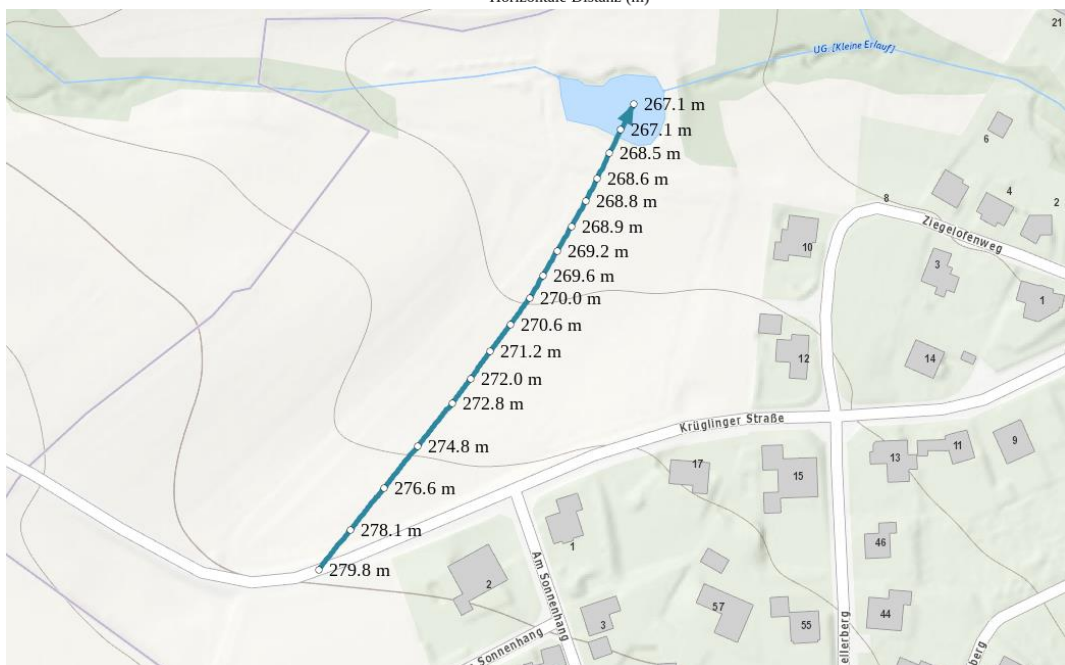 Horizontale Distanz (m)
21
UG [Kleine Erlauf]
267.1 m
267.1 m
6
268.5 m
268.6 m
4
8
2
268.8 m
Ziegelofenweg
268.9 m
10
269.2 m
3
269.6 m
270.0 m
1
270.6 m
271.2 m
12
14
272.0 m
272.8 m
Krüglinger Straße
9
11
274.8 m
13
17
15
276.6 m
278.1 m
46
1
Am Sonnenhang
279.8 m
2
57
44
3
55
Sonnenhang
ellerberg
berg